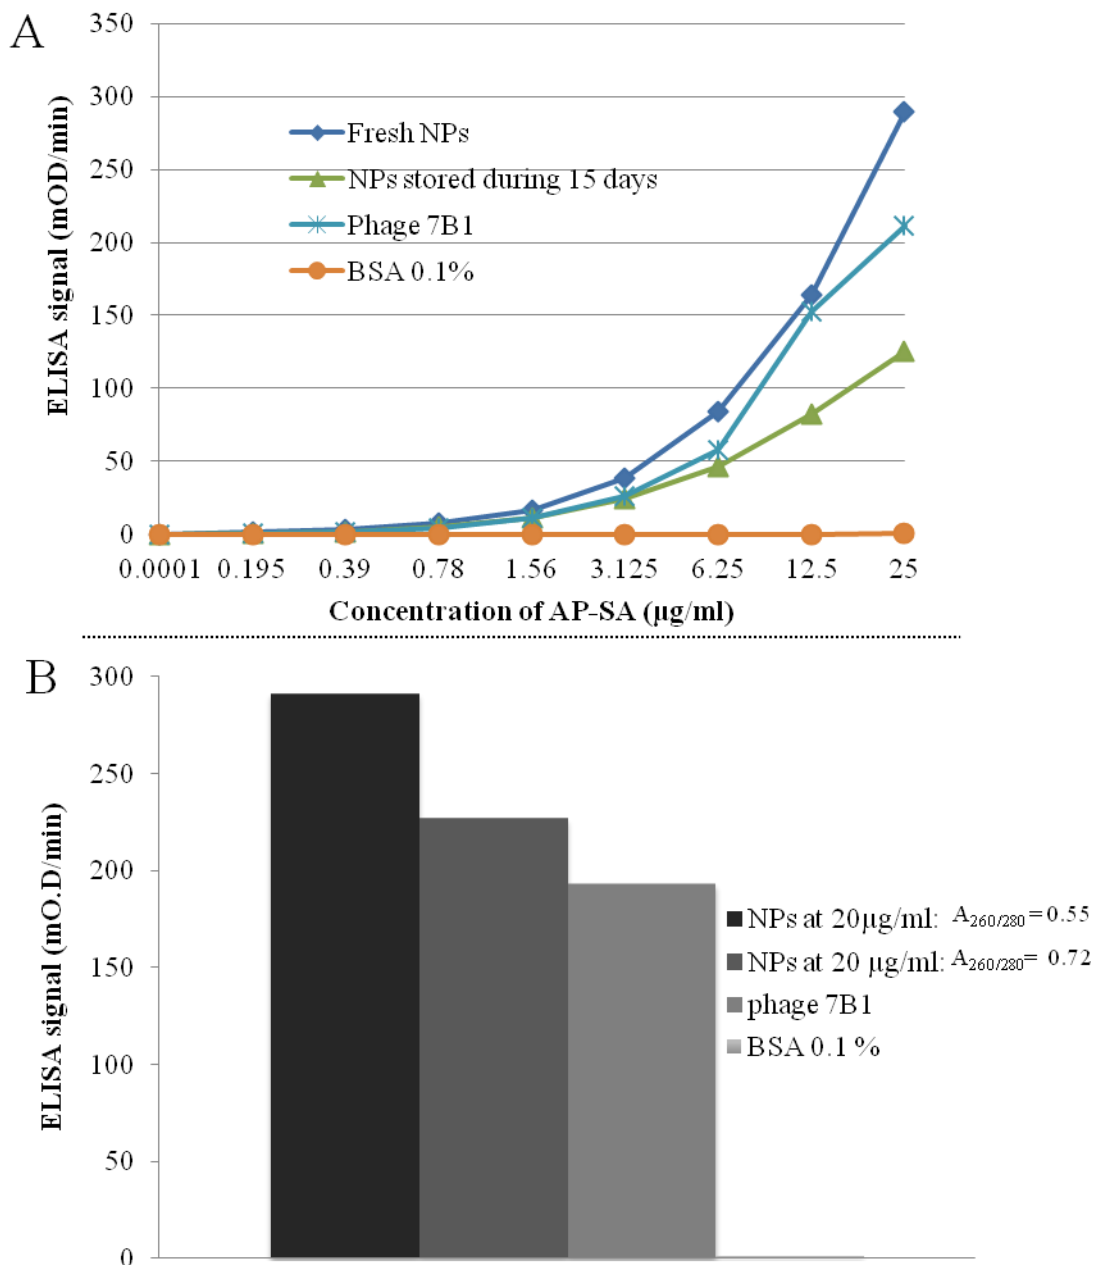 A
350
300
250
200
150
100
50
0
ELISA signal (mOD/min)
Fresh NPs
NPs stored during 15 days
Phage 7B1
BSA 0.1%
0.0001 0.195 0.39 0.78 1.56 3.125 6.25 12.5 25
Concentration of AP-SA (µg/ml)
B
300
250
200
150
100
50
0
ELISA signal (mO.D/min)
NPs at 20µg/ml: A260/280 = 0.55
NPs at 20 µg/ml: A260/280= 0.72
phage 7B1
BSA 0.1 %